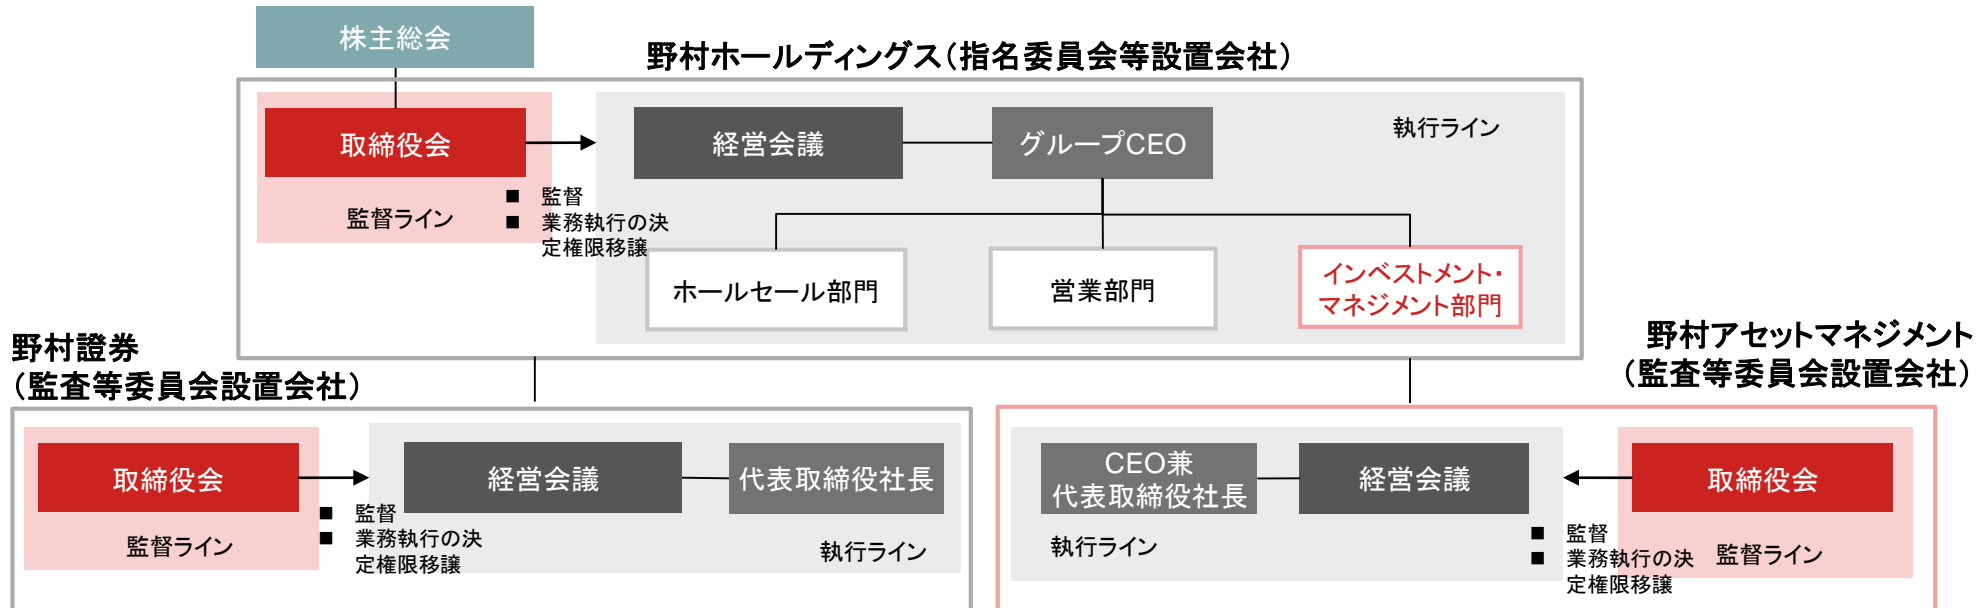 株主総会
野村ホールディングス（指名委員会等設置会社）
取締役会
監督ライン
■ 監督
■ 業務執行の決
定権限移譲
経営会議
グループCEO
執行ライン
ホールセール部門
営業部門
インベストメント・
マネジメント部門
野村證券
（監査等委員会設置会社）
取締役会
監督ライン
■ 監督
■ 業務執行の決
定権限移譲
経営会議
代表取締役社長
執行ライン
野村アセットマネジメント
（監査等委員会設置会社）
CEO兼
代表取締役社長
執行ライン
経営会議
■ 監督
■ 業務執行の決
定権限移譲
取締役会
監督ライン